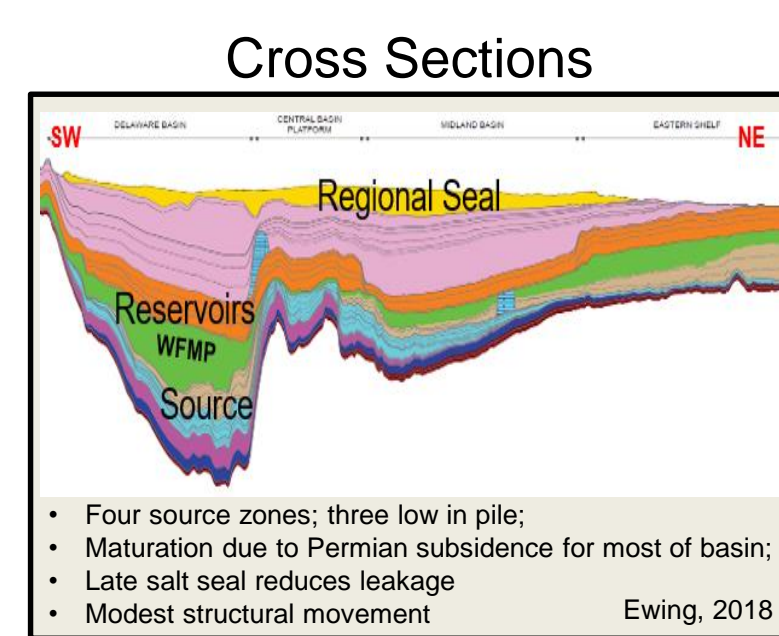 Cross Sections
SW DELAWARE BASIN CENTRAL BASIN PLATFORM MIDLAND BASIN EASTERN SHELF NE
Regional Seal
Reservoirs
WFMP
Source
• Four source zones; three low in pile;
• Maturation due to Permian subsidence for most of basin;
• Late salt seal reduces leakage
• Modest structural movement
Ewing, 2018